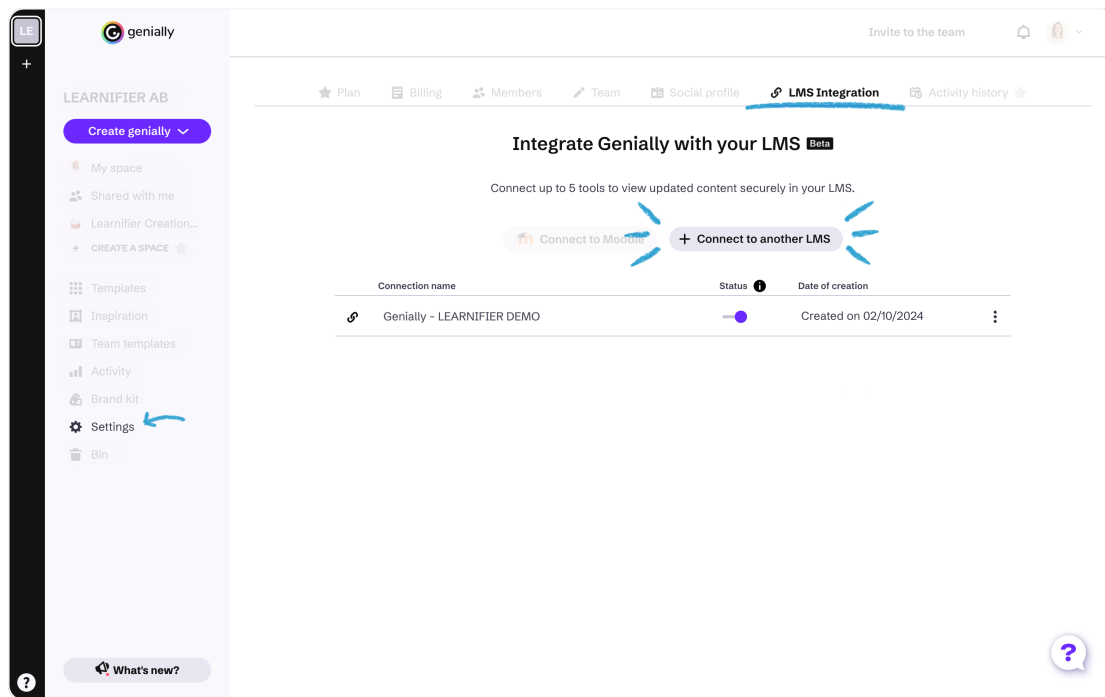 LE
genially
Invite to the team
+
LEARNIFIER AB
Plan
Billing
Members
Team
Social profile
LMS Integration
Activity history
Create genially
Integrate Genially with your LMS Beta
My space
Connect up to 5 tools to view updated content securely in your LMS.
Shared with me
Learnifier Creation...
Connect to Moodle
+ Connect to another LMS
+ CREATE A SPACE
Connection name
Status
Date of creation
Templates
Genially - LEARNIFIER DEMO
Created on 02/10/2024
Inspiration
Team templates
Activity
Brand kit
Settings
Bin
What's new?
?
?